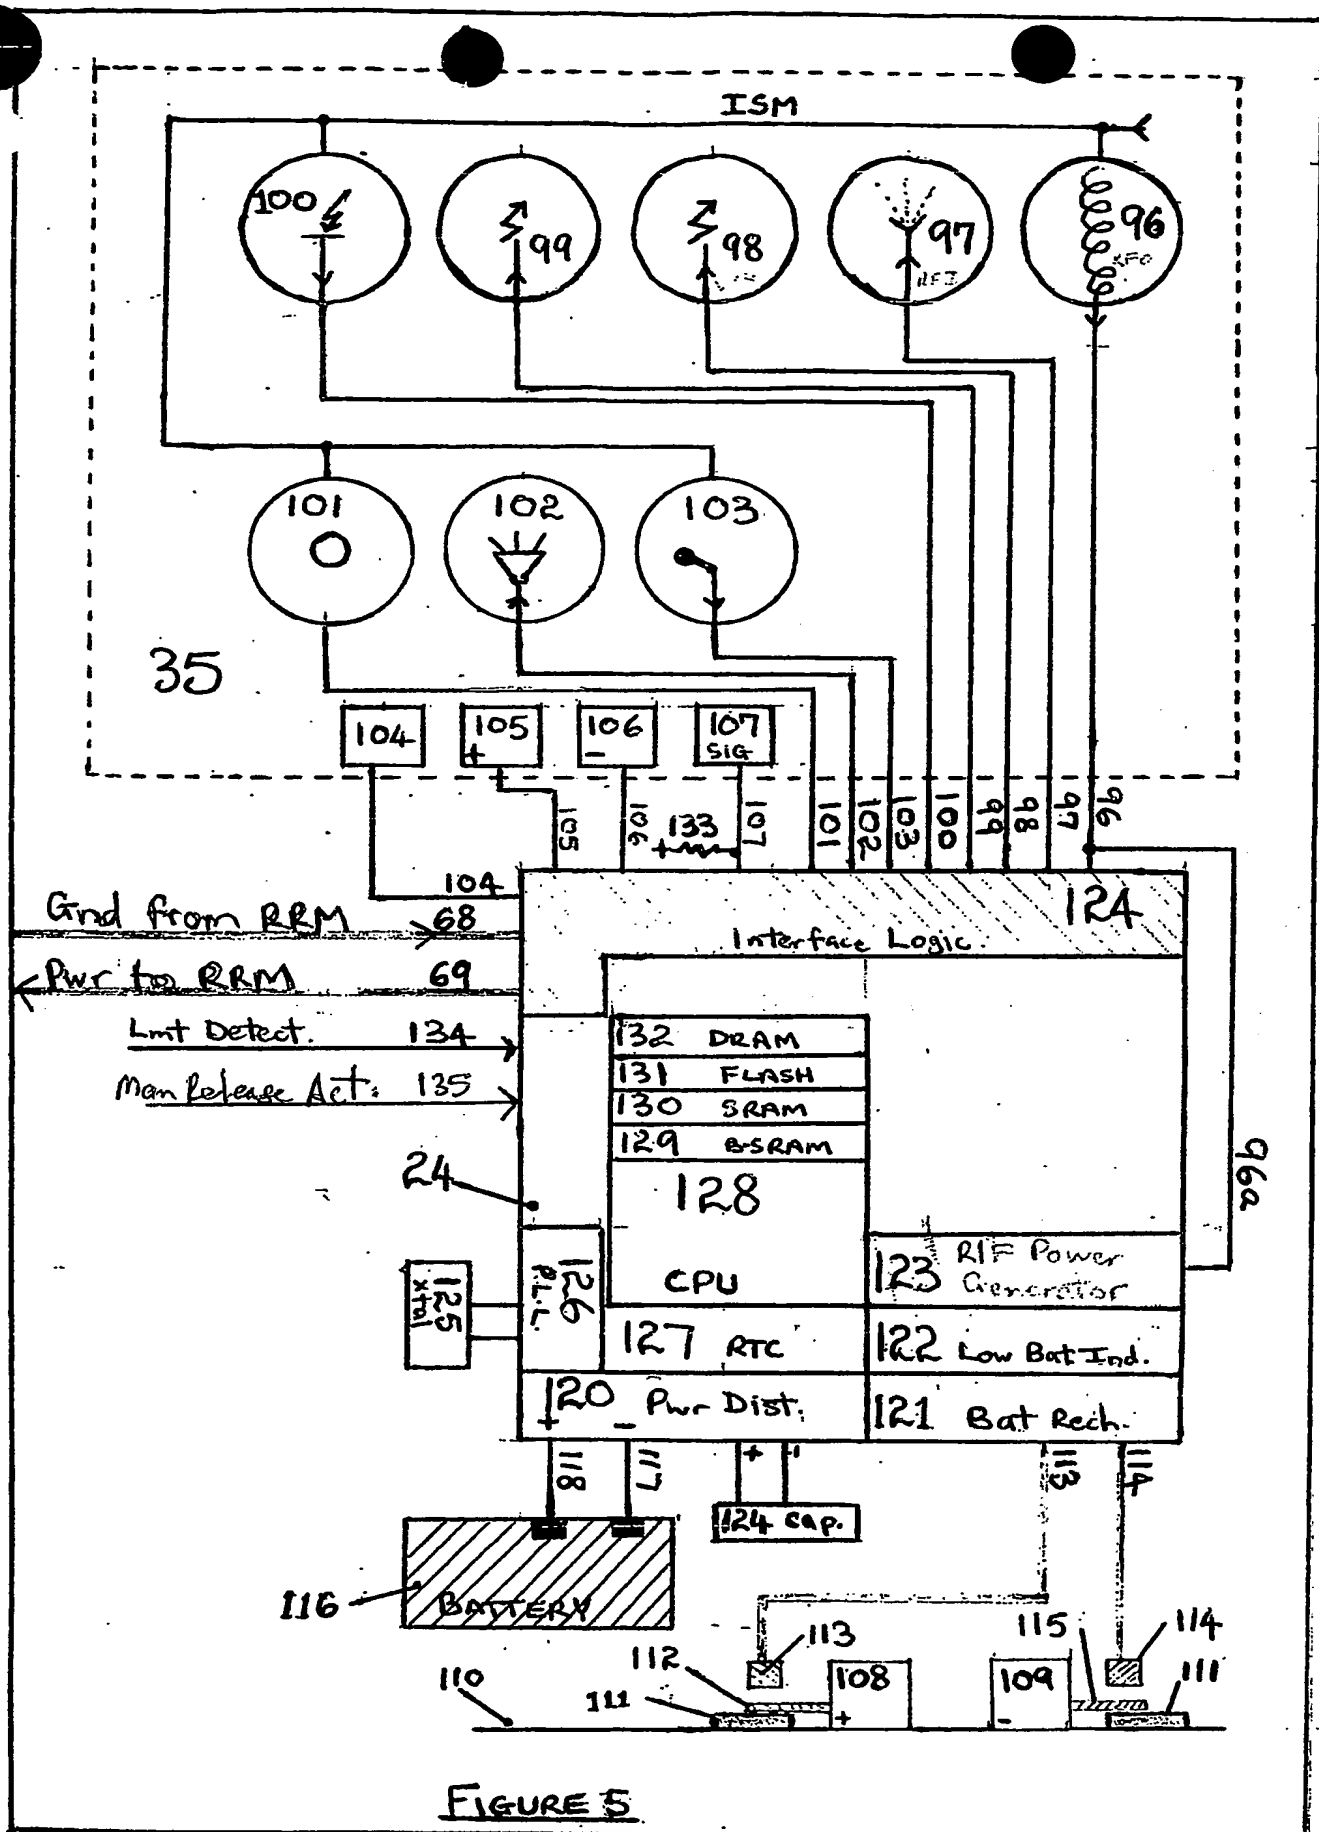 ISM
100
99
98
97
RFI
96
RFO
101
102
103
35
104
105
+
106
-
107
SIG
105
106
133
+
107
101
102
103
100
99
98
97
96
104
Gnd from RRM 68
124
Interface Logic.
Pwr to RRM 69
Lmt Detect. 134
Man Release Act. 135
132 DRAM
131 FLASH
130 SRAM
129 B-SRAM
24
128
CPU
96a
125
xtal
126
P.L.L.
123 RIF Power
Generator
127 RTC
122 Low Bat Ind.
120 Pwr Dist.
+ -
121 Bat Rech.
118
117
+ -
113
114
124 Cap.
116
BATTERY
113
115
114
112
110
111
108
+
109
-
111
FIGURE 5